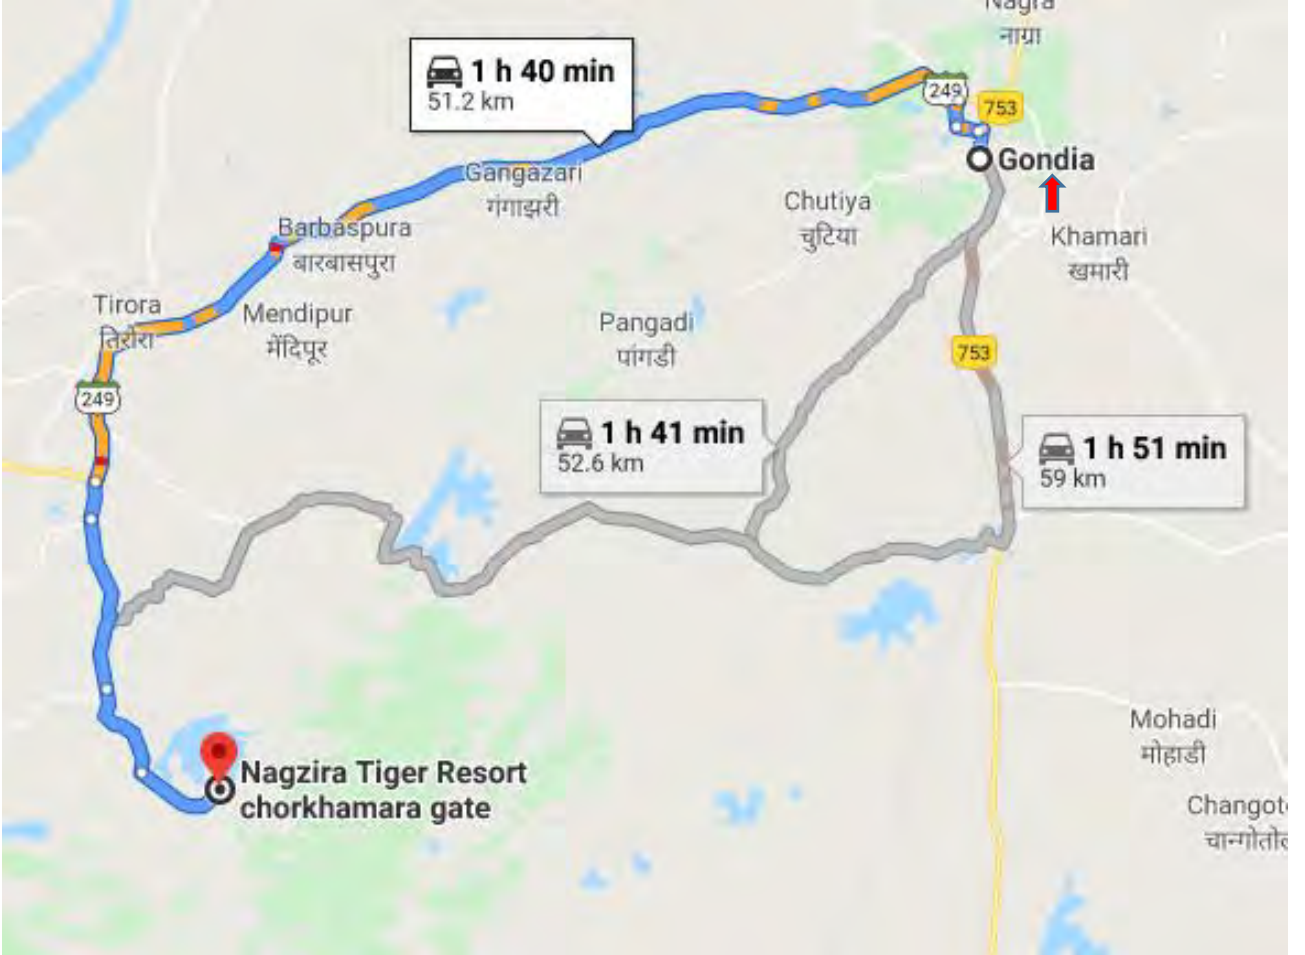 Nagra
नाग्रा
1 h 40 min
51.2 km
249
753
Gondia
Gangazari
गंगाझरी
Chutiya
चुटिया
Barbaspura
बारबासपुरा
Khamari
खमारी
Tirora
तिरोरा
Mendipur
मेंदिपूर
Pangadi
पांगडी
753
249
1 h 41 min
52.6 km
1 h 51 min
59 km
Mohadi
मोहाडी
Nagzira Tiger Resort
chorkhamara gate
Changoto
चान्गोतोल